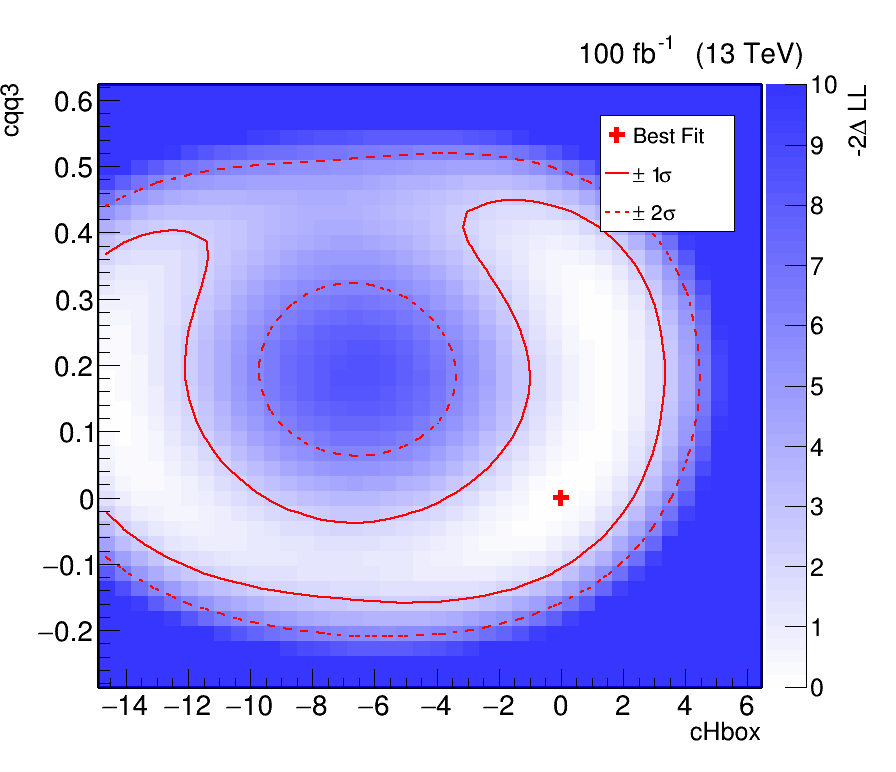 100 fb⁻¹ (13 TeV)
cqq3
0.6
0.5
0.4
0.3
0.2
0.1
0
−0.1
−0.2
Best Fit
± 1σ
± 2σ
10
9
8
7
6
5
4
3
2
1
0
-2Δ LL
−14 −12 −10 −8 −6 −4 −2 0 2 4 6
cHbox